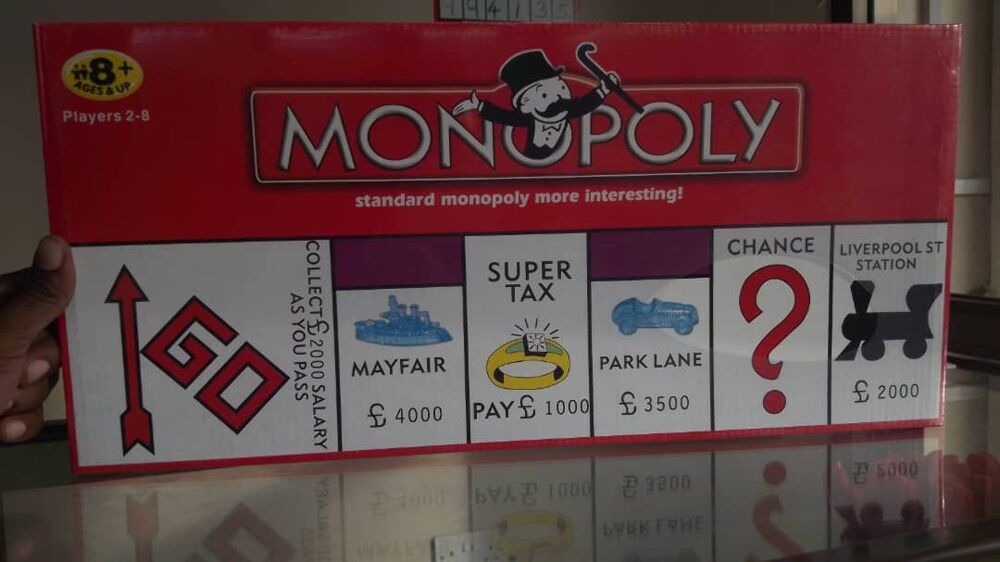 494135
8+
AGES & UP
Players 2-8
MONOPOLY
standard monopoly more interesting!
COLLECT £2000 SALARY
AS YOU PASS
GO
MAYFAIR
£ 4000
SUPER
TAX
PAY £ 1000
PARK LANE
£ 3500
CHANCE
?
LIVERPOOL ST
STATION
£ 2000